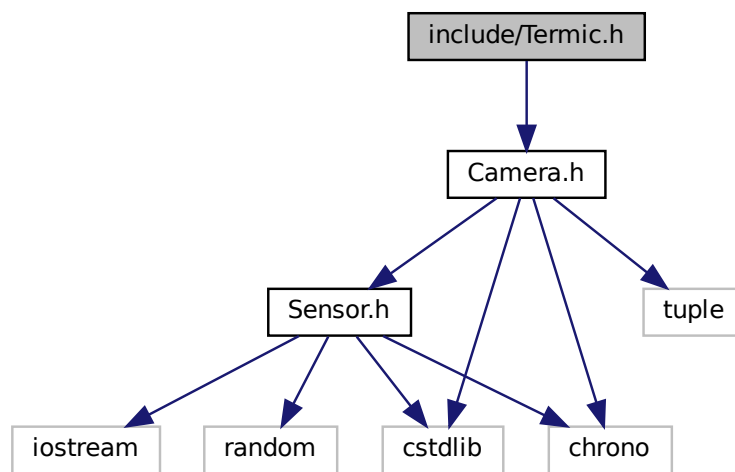 include/Termic.h
Camera.h
Sensor.h
tuple
iostream
random
cstdlib
chrono